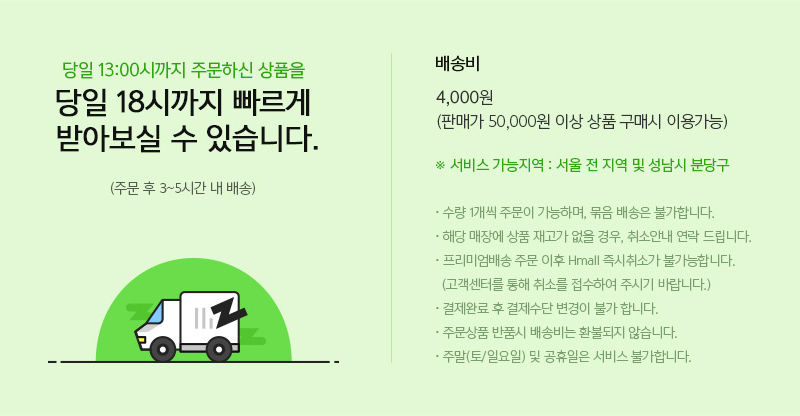 당일 13:00시까지 주문하신 상품을
당일 18시까지 빠르게
받아보실 수 있습니다.
(주문 후 3~5시간 내 배송)
배송비
4,000원
(판매가 50,000원 이상 상품 구매시 이용가능)
※ 서비스 가능지역 : 서울 전 지역 및 성남시 분당구
· 수량 1개씩 주문이 가능하며, 묶음 배송은 불가합니다.
· 해당 매장에 상품 재고가 없을 경우, 취소안내 연락 드립니다.
· 프리미엄배송 주문 이후 Hmall 즉시취소가 불가능합니다.
(고객센터를 통해 취소를 접수하여 주시기 바랍니다.)
· 결제완료 후 결제수단 변경이 불가 합니다.
· 주문상품 반품시 배송비는 환불되지 않습니다.
· 주말(토/일요일) 및 공휴일은 서비스 불가합니다.